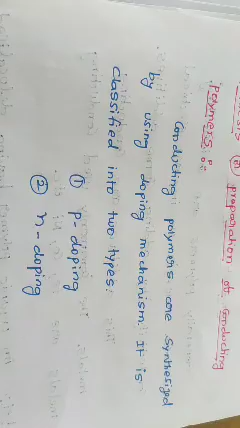 propagation of conducting
polymers :-
Conducting polymers are synthesized
by using doping mechanism. It is
classified into two types.
① p-doping
② n-doping